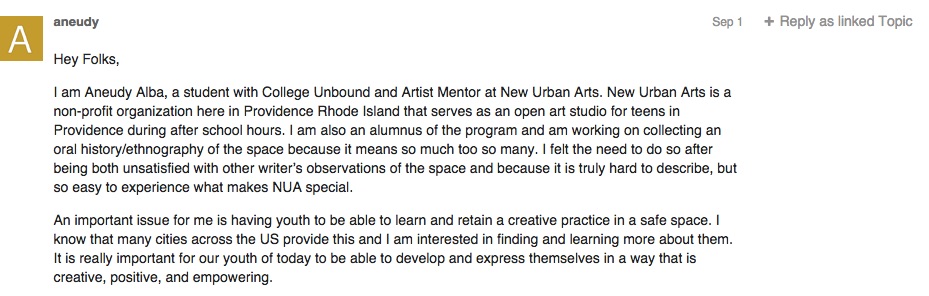 A
aneudy
Sep 1
+ Reply as linked Topic
Hey Folks,
I am Aneudy Alba, a student with College Unbound and Artist Mentor at New Urban Arts. New Urban Arts is a
non-profit organization here in Providence Rhode Island that serves as an open art studio for teens in
Providence during after school hours. I am also an alumnus of the program and am working on collecting an
oral history/ethnography of the space because it means so much too so many. I felt the need to do so after
being both unsatisfied with other writer's observations of the space and because it is truly hard to describe, but
so easy to experience what makes NUA special.
An important issue for me is having youth to be able to learn and retain a creative practice in a safe space. I
know that many cities across the US provide this and I am interested in finding and learning more about them.
It is really important for our youth of today to be able to develop and express themselves in a way that is
creative, positive, and empowering.